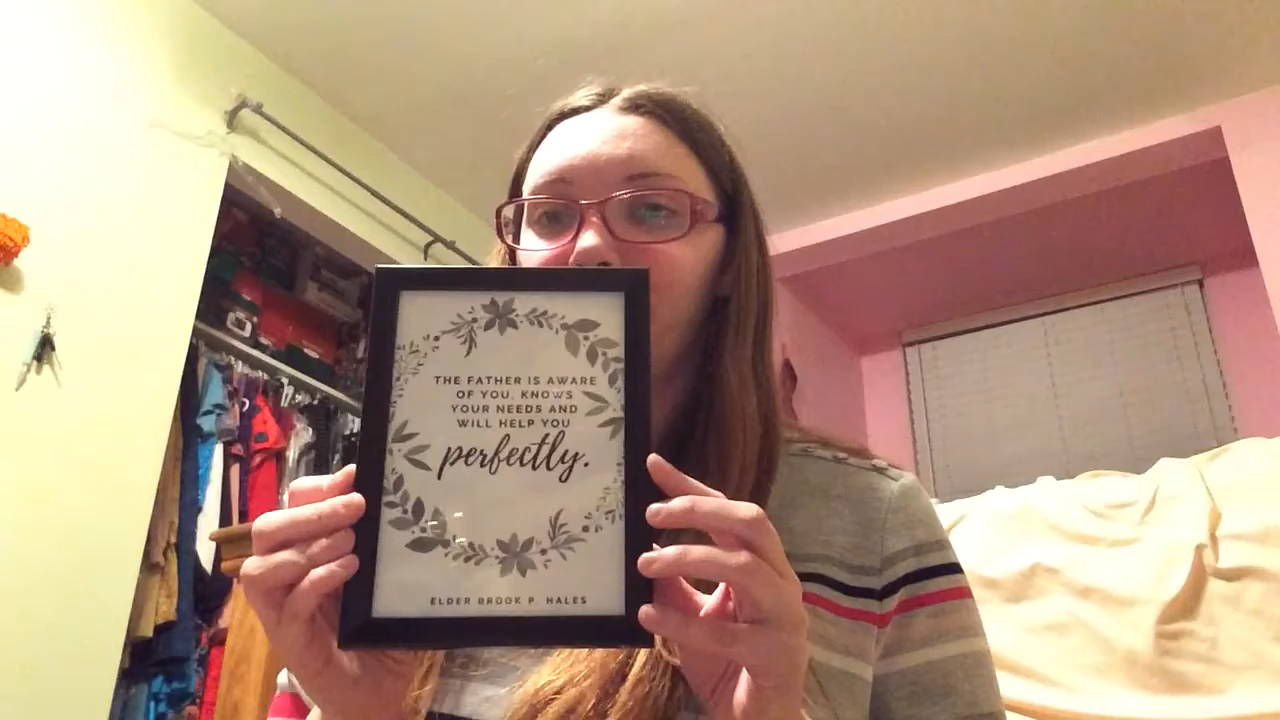 THE FATHER IS AWARE
OF YOU, KNOWS
YOUR NEEDS AND
WILL HELP YOU
perfectly.
ELDER BROOK P. HALES